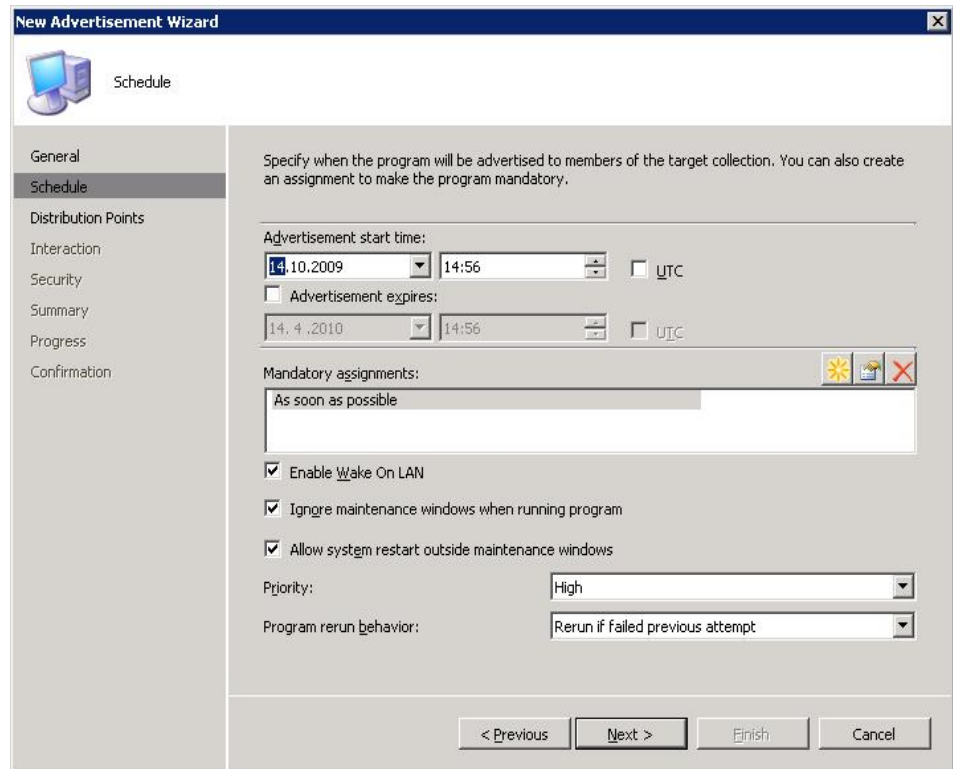 New Advertisement Wizard
Schedule
General
Schedule
Distribution Points
Interaction
Security
Summary
Progress
Confirmation
Specify when the program will be advertised to members of the target collection. You can also create
an assignment to make the program mandatory.
Advertisement start time:
14.10.2009 14:56 UTC
Advertisement expires:
14. 4 .2010 14:56 UTC
Mandatory assignments:
As soon as possible
Enable Wake On LAN
Ignore maintenance windows when running program
Allow system restart outside maintenance windows
Priority: High
Program rerun behavior: Rerun if failed previous attempt
< Previous Next > Finish Cancel